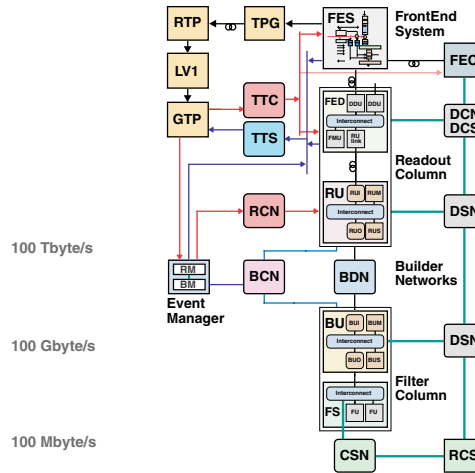 RTP
TPG
FES
FrontEnd
System
FEC
LV1
GTP
TTC
TTS
FED
DDU
DDU
Interconnect
FMU
RU
link
DCN
DCS
Readout
Column
RU
RUI
RUM
Interconnect
RUO
RUS
RCN
DSN
100 Tbyte/s
RM
BM
Event
Manager
BCN
BDN
Builder
Networks
BU
BUI
BUM
Interconnect
BUO
BUS
DSN
100 Gbyte/s
Filter
Column
Interconnect
FS
FU
FU
100 Mbyte/s
CSN
RCS